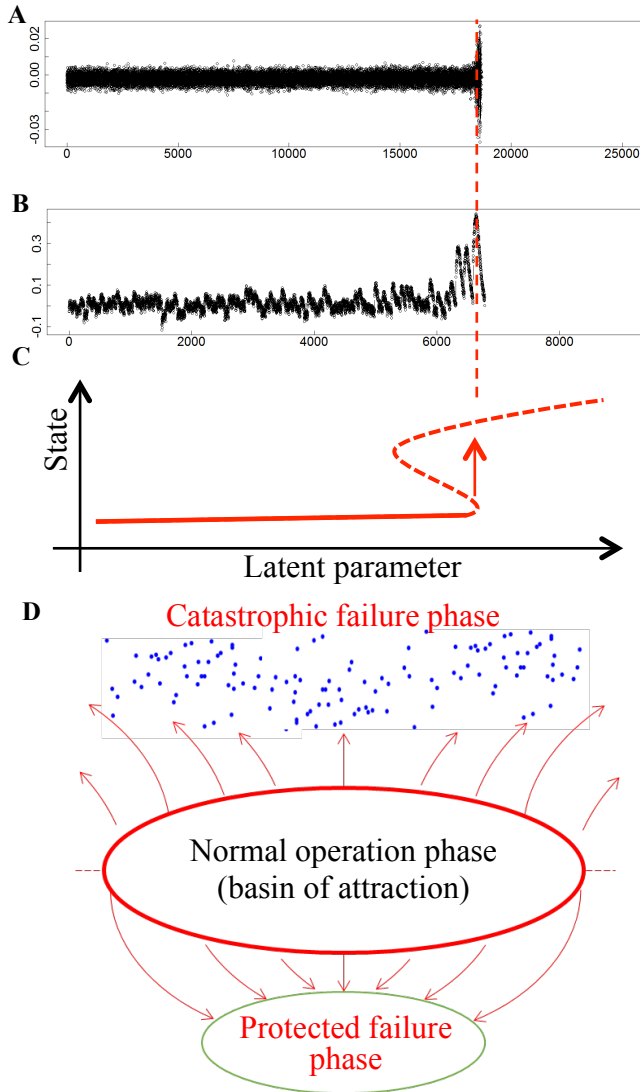 A
0.02
0.00
-0.03
0 5000 10000 15000 20000 25000
B
0.3
0.1
-0.1
0 2000 4000 6000 8000
C
State
Latent parameter
D
Catastrophic failure phase
Normal operation phase
(basin of attraction)
Protected failure
phase